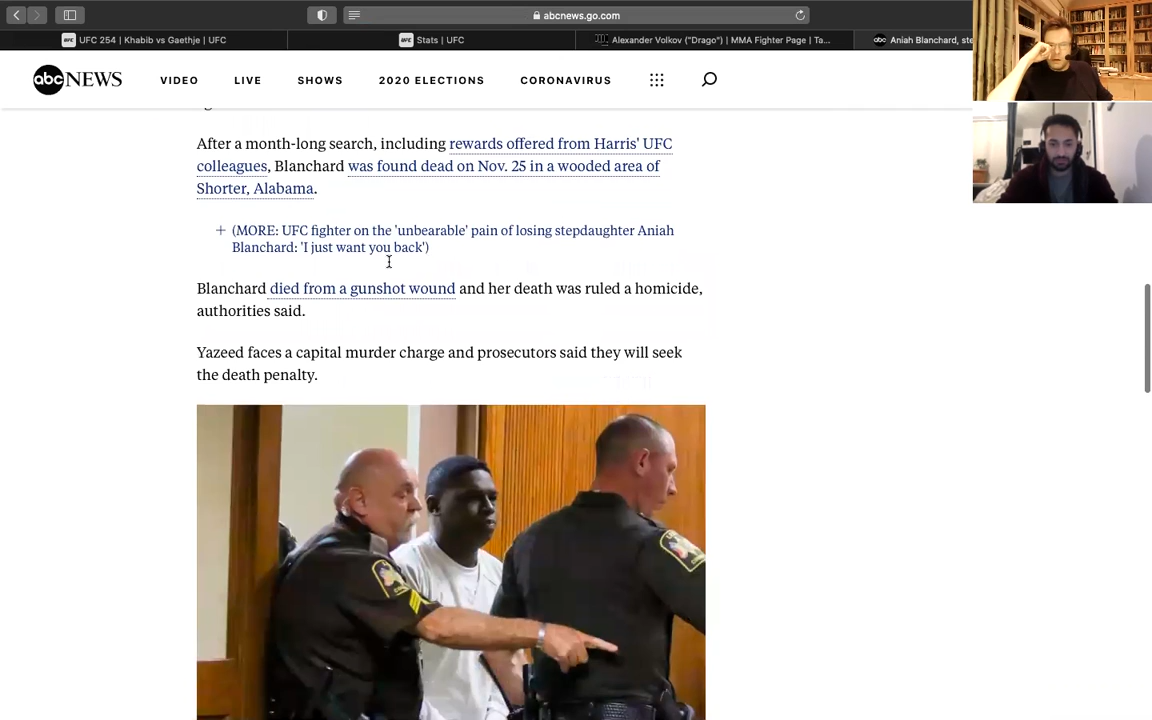 abcnews.go.com
UFC 254 | Khabib vs Gaethje | UFC
Stats | UFC
Alexander Volkov ("Drago") | MMA Fighter Page | Ta...
Aniah Blanchard, ste
abc NEWS
VIDEO
LIVE
SHOWS
2020 ELECTIONS
CORONAVIRUS
After a month-long search, including rewards offered from Harris' UFC
colleagues, Blanchard was found dead on Nov. 25 in a wooded area of
Shorter, Alabama.
+ (MORE: UFC fighter on the 'unbearable' pain of losing stepdaughter Aniah
Blanchard: 'I just want you back')
Blanchard died from a gunshot wound and her death was ruled a homicide,
authorities said.
Yazeed faces a capital murder charge and prosecutors said they will seek
the death penalty.